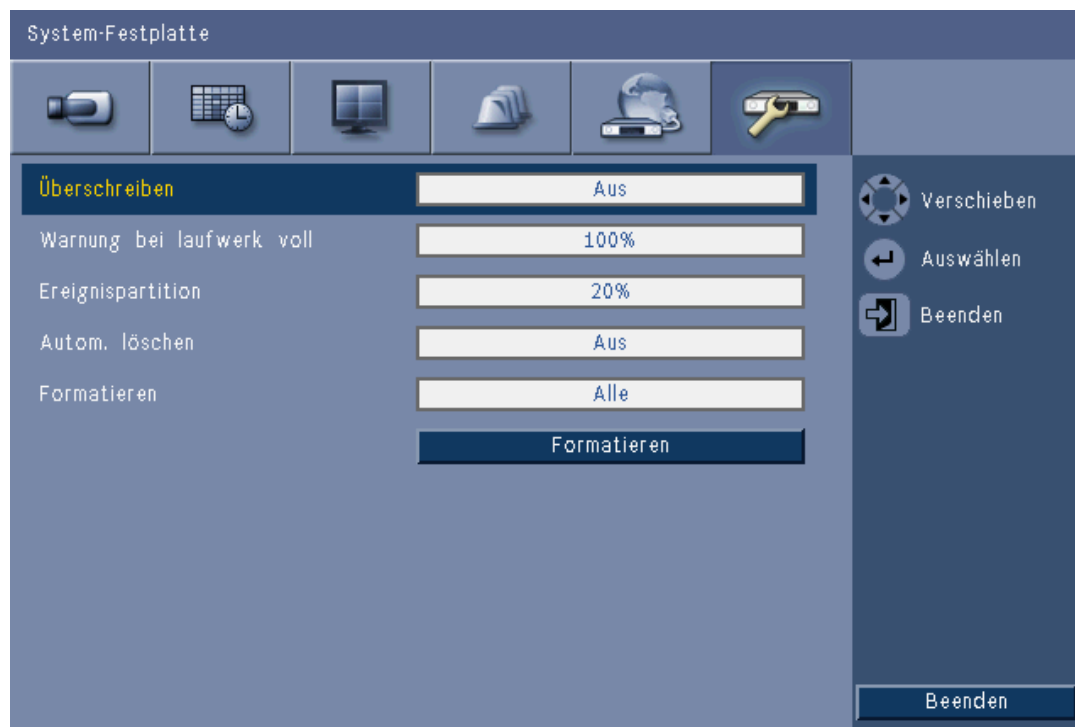 System-Festplatte
Überschreiben Aus
Warnung bei laufwerk voll 100%
Ereignispartition 20%
Autom. löschen Aus
Formatieren Alle
Formatieren
Verschieben
Auswählen
Beenden
Beenden